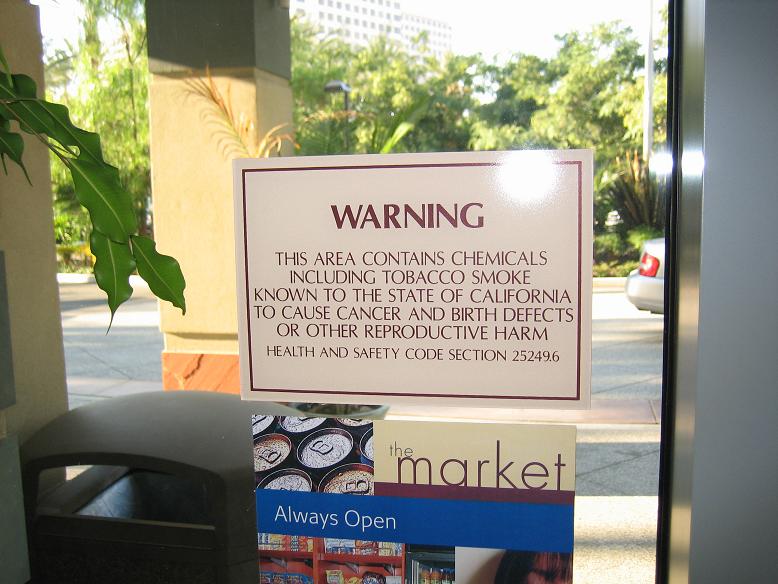 WARNING
THIS AREA CONTAINS CHEMICALS
INCLUDING TOBACCO SMOKE
KNOWN TO THE STATE OF CALIFORNIA
TO CAUSE CANCER AND BIRTH DEFECTS
OR OTHER REPRODUCTIVE HARM
HEALTH AND SAFETY CODE SECTION 25249.6
the
market
Always Open